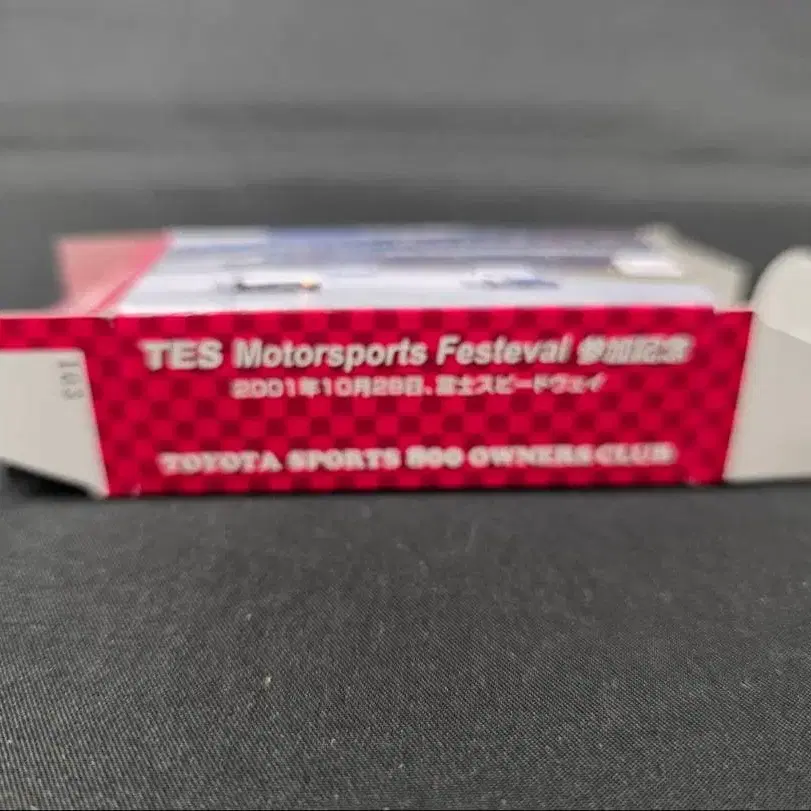 TES Motorsports Festeval 参加記念
2001年10月28日、富士スピードウェイ
TOYOTA SPORTS 800 OWNERS CLUB